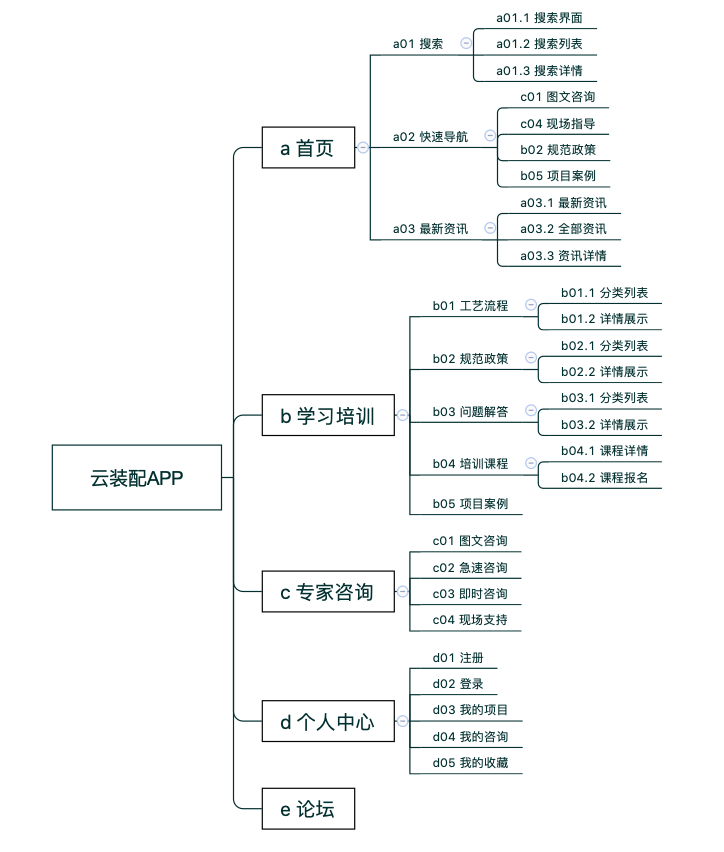 云装配APP
a 首页
a01 搜索
a01.1 搜索界面
a01.2 搜索列表
a01.3 搜索详情
a02 快速导航
c01 图文咨询
c04 现场指导
b02 规范政策
b05 项目案例
a03 最新资讯
a03.1 最新资讯
a03.2 全部资讯
a03.3 资讯详情
b 学习培训
b01 工艺流程
b01.1 分类列表
b01.2 详情展示
b02 规范政策
b02.1 分类列表
b02.2 详情展示
b03 问题解答
b03.1 分类列表
b03.2 详情展示
b04 培训课程
b04.1 课程详情
b04.2 课程报名
b05 项目案例
c 专家咨询
c01 图文咨询
c02 急速咨询
c03 即时咨询
c04 现场支持
d 个人中心
d01 注册
d02 登录
d03 我的项目
d04 我的咨询
d05 我的收藏
e 论坛